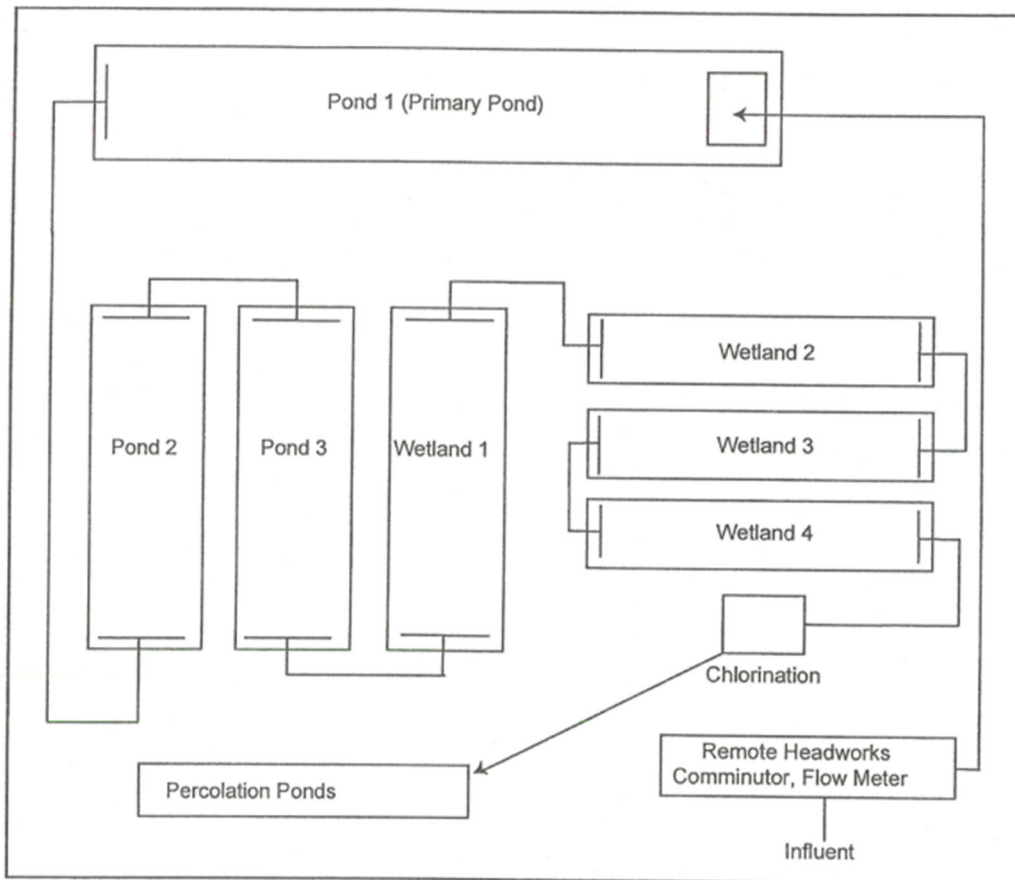 Pond 1 (Primary Pond)
Pond 2
Pond 3
Wetland 1
Wetland 2
Wetland 3
Wetland 4
Chlorination
Remote Headworks
Comminutor, Flow Meter
Percolation Ponds
Influent